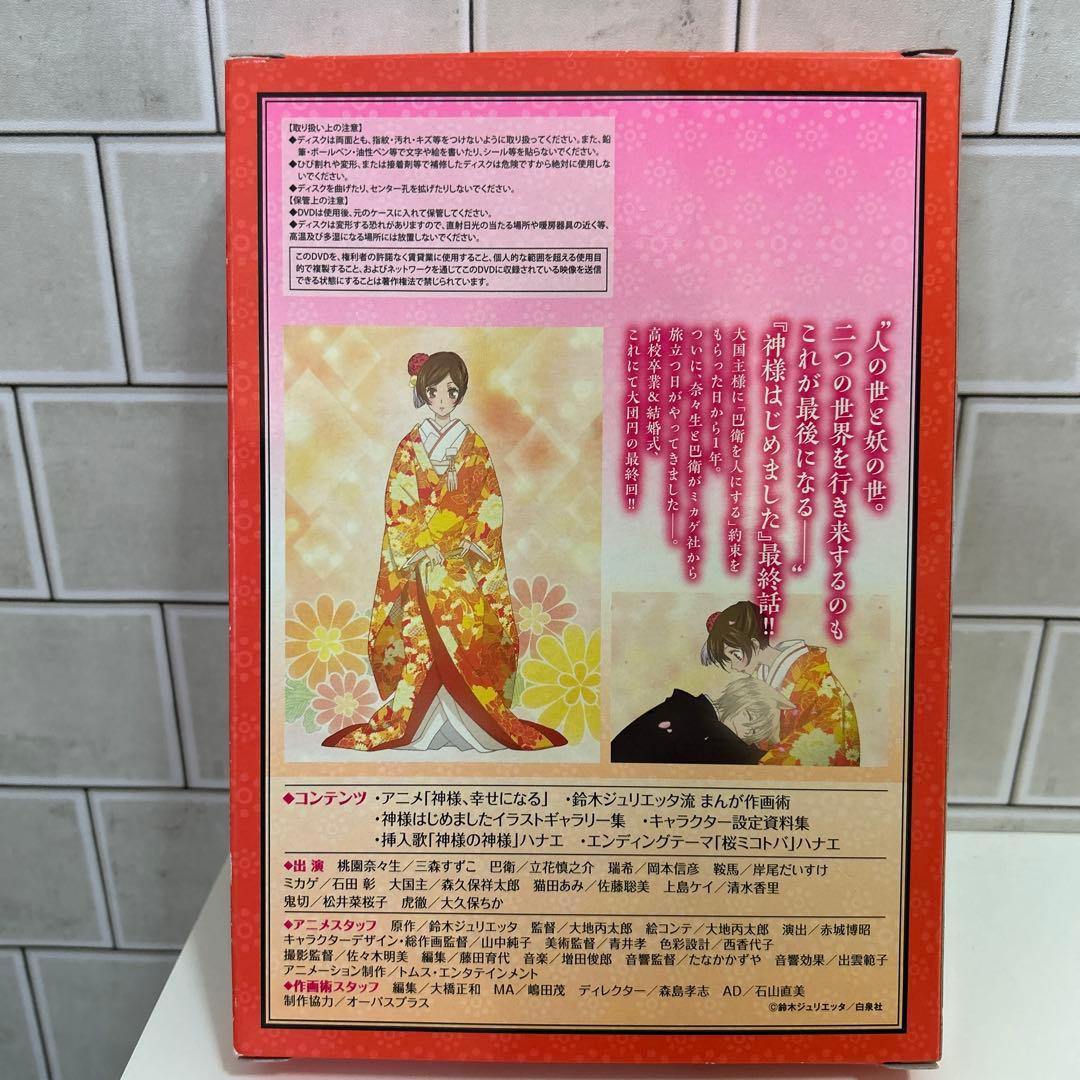 【取り扱い上の注意】
◆ディスクは両面とも、指紋・汚れ・キズ等をつけないように取り扱ってください。また、鉛
筆・ボールペン・油性ペン等で文字や絵を書いたり、シール等を貼らないでください。
◆ひび割れや変形、または接着剤等で補修したディスクは危険ですから絶対に使用しな
いでください。
◆ディスクを曲げたり、センター孔を拡げたりしないでください。
【保管上の注意】
◆DVDは使用後、元のケースに入れて保管してください。
◆ディスクは変形する恐れがありますので、直射日光の当たる場所や暖房器具の近く等、
高温及び多湿になる場所には放置しないでください。
このDVDを、権利者の許諾なく賃貸業に使用すること、個人的な範囲を超える使用目
的で複製すること、およびネットワークを通じてこのDVDに収録されている映像を送信
できる状態にすることは著作権法で禁じられています。
“人の世と妖の世。
二つの世界を行き来するのも
これが最後になる――“
『神様はじめました』最終話!!
大国主様に「巴衛を人にする」約束を
もらった日から1年。
ついに、奈々生と巴衛がミカゲ社から
旅立つ日がやってきました――。
高校卒業&結婚式、
これにて大団円の最終回!!
◆コンテンツ ・アニメ「神様、幸せになる」 ・鈴木ジュリエッタ流 まんが作画術
・神様はじめましたイラストギャラリー集 ・キャラクター設定資料集
・挿入歌「神様の神様」ハナエ ・エンディングテーマ「桜ミコトバ」ハナエ
◆出 演 桃園奈々生／三森すずこ 巴衛／立花慎之介 瑞希／岡本信彦 鞍馬／岸尾だいすけ
ミカゲ／石田 彰 大国主／森久保祥太郎 猫田あみ／佐藤聡美 上島ケイ／清水香里
鬼切／松井菜桜子 虎徹／大久保ちか
◆アニメスタッフ 原作／鈴木ジュリエッタ 監督／大地丙太郎 絵コンテ／大地丙太郎 演出／赤城博昭
キャラクターデザイン・総作画監督／山中純子 美術監督／青井孝 色彩設計／西香代子
撮影監督／佐々木明美 編集／藤田育代 音楽／増田俊郎 音響監督／たなかかずや 音響効果／出雲範子
アニメーション制作／トムス・エンタテインメント
◆作画術スタッフ 編集／大橋正和 MA／嶋田茂 ディレクター／森島孝志 AD／石山直美
制作協力／オーパスプラス
©鈴木ジュリエッタ／白泉社